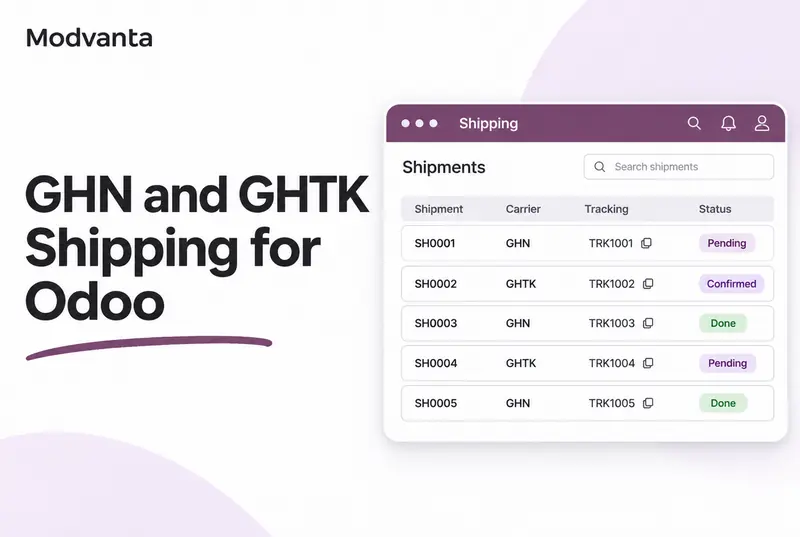 Modvanta
GHN and GHTK
Shipping for
Odoo
Shipping
Shipments
Search shipments
Shipment Carrier Tracking Status
SH0001 GHN TRK1001 Pending
SH0002 GHTK TRK1002 Confirmed
SH0003 GHN TRK1003 Done
SH0004 GHTK TRK1004 Pending
SH0005 GHN TRK1005 Done